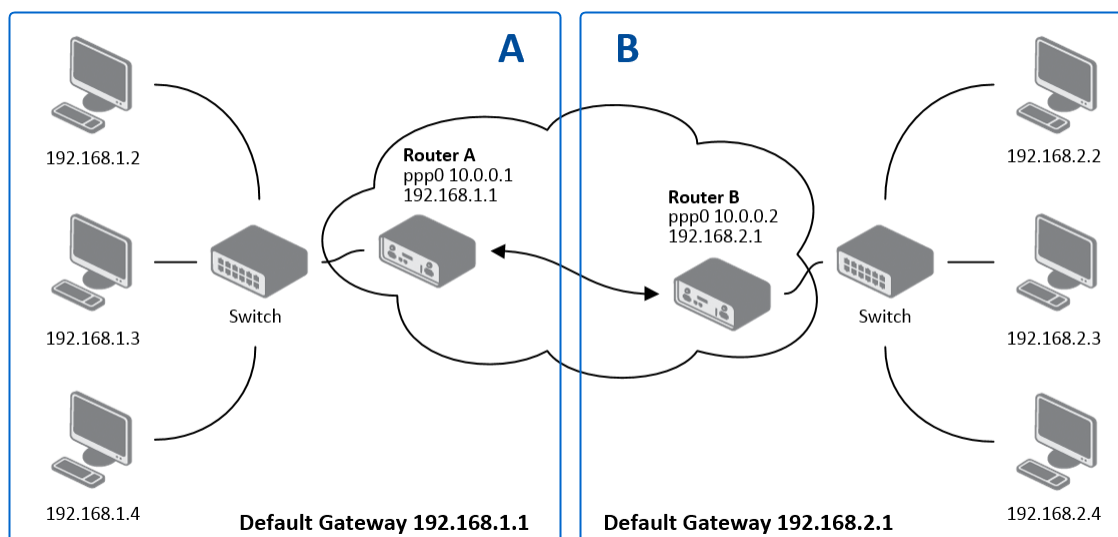 A
B
192.168.1.2
192.168.1.3
192.168.1.4
Switch
Router A
ppp0 10.0.0.1
192.168.1.1
Default Gateway 192.168.1.1
Router B
ppp0 10.0.0.2
192.168.2.1
Switch
192.168.2.2
192.168.2.3
192.168.2.4
Default Gateway 192.168.2.1